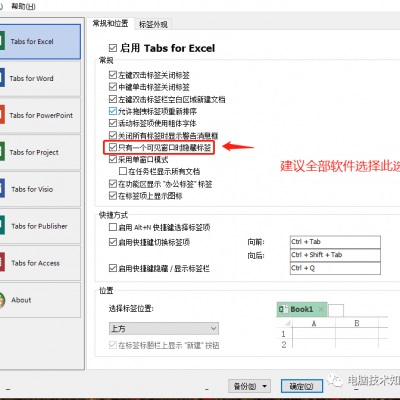 帮助(H)
Tabs for Excel
Tabs for Word
Tabs for PowerPoint
Tabs for Project
Tabs for Visio
Tabs for Publisher
Tabs for Access
About
常规和位置
标签外观
启用 Tabs for Excel
常规
左键双击标签关闭标签
中键单击标签关闭标签
左键双击标签栏空白区域新建文档
允许拖拽标签项重新排序
活动标签项使用粗体字体
关闭所有标签时显示警告消息框
只有一个可见窗口时隐藏标签
采用单窗口模式
在任务栏显示所有文档
在功能区显示 "办公标签" 标签
在标签项上显示图标
建议全部软件选择此选
快捷方式
启用 Alt+N 快捷键选择标签项
启用快捷键切换标签项
向前:
Ctrl + Tab
向后:
Ctrl + Shift + Tab
启用快捷键隐藏 / 显示标签栏
Ctrl + Q
位置
选择标签位置:
上方
在标签题栏上显示 "新建" 按钮
Book1
A B
1
2
备份(B)
确定(O)
电脑技术知